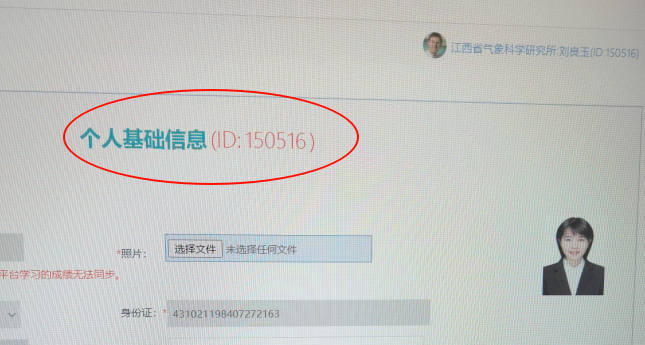 江西省气象科学研究所:刘良玉(ID:150516)
个人基础信息(ID:150516)
*照片: 选择文件 未选择任何文件
平台学习的成绩无法同步。
身份证:* 431021198407272163